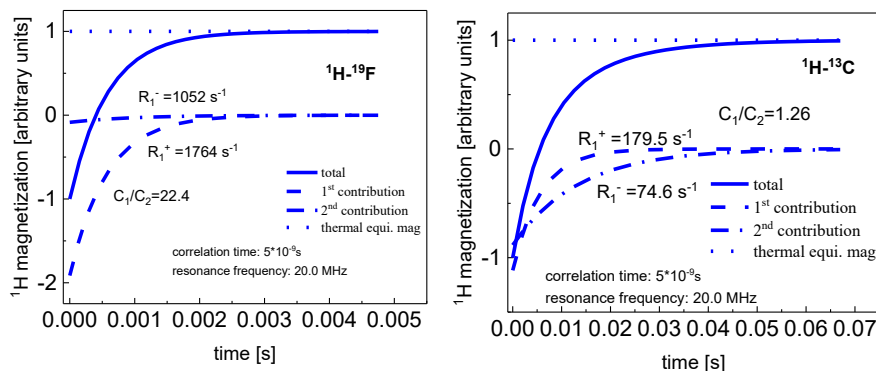 ¹H magnetization [arbitrary units]
1
0
-1
-2
¹H-¹⁹F
R₁⁻ =1052 s⁻¹
R₁⁺ =1764 s⁻¹
C₁/C₂=22.4
total
1ˢᵗ contribution
2ⁿᵈ contribution
thermal equi. mag
correlation time: 5*10⁻⁹s
resonance frequency: 20.0 MHz
0.000 0.001 0.002 0.003 0.004 0.005
time [s]
¹H magnetization [arbitrary units]
1
0
-1
¹H-¹³C
C₁/C₂=1.26
R₁⁺ =179.5 s⁻¹
R₁⁻ =74.6 s⁻¹
total
1ˢᵗ contribution
2ⁿᵈ contribution
thermal equi. mag
correlation time: 5*10⁻⁹s
resonance frequency: 20.0 MHz
0.00 0.01 0.02 0.03 0.04 0.05 0.06 0.07
time [s]